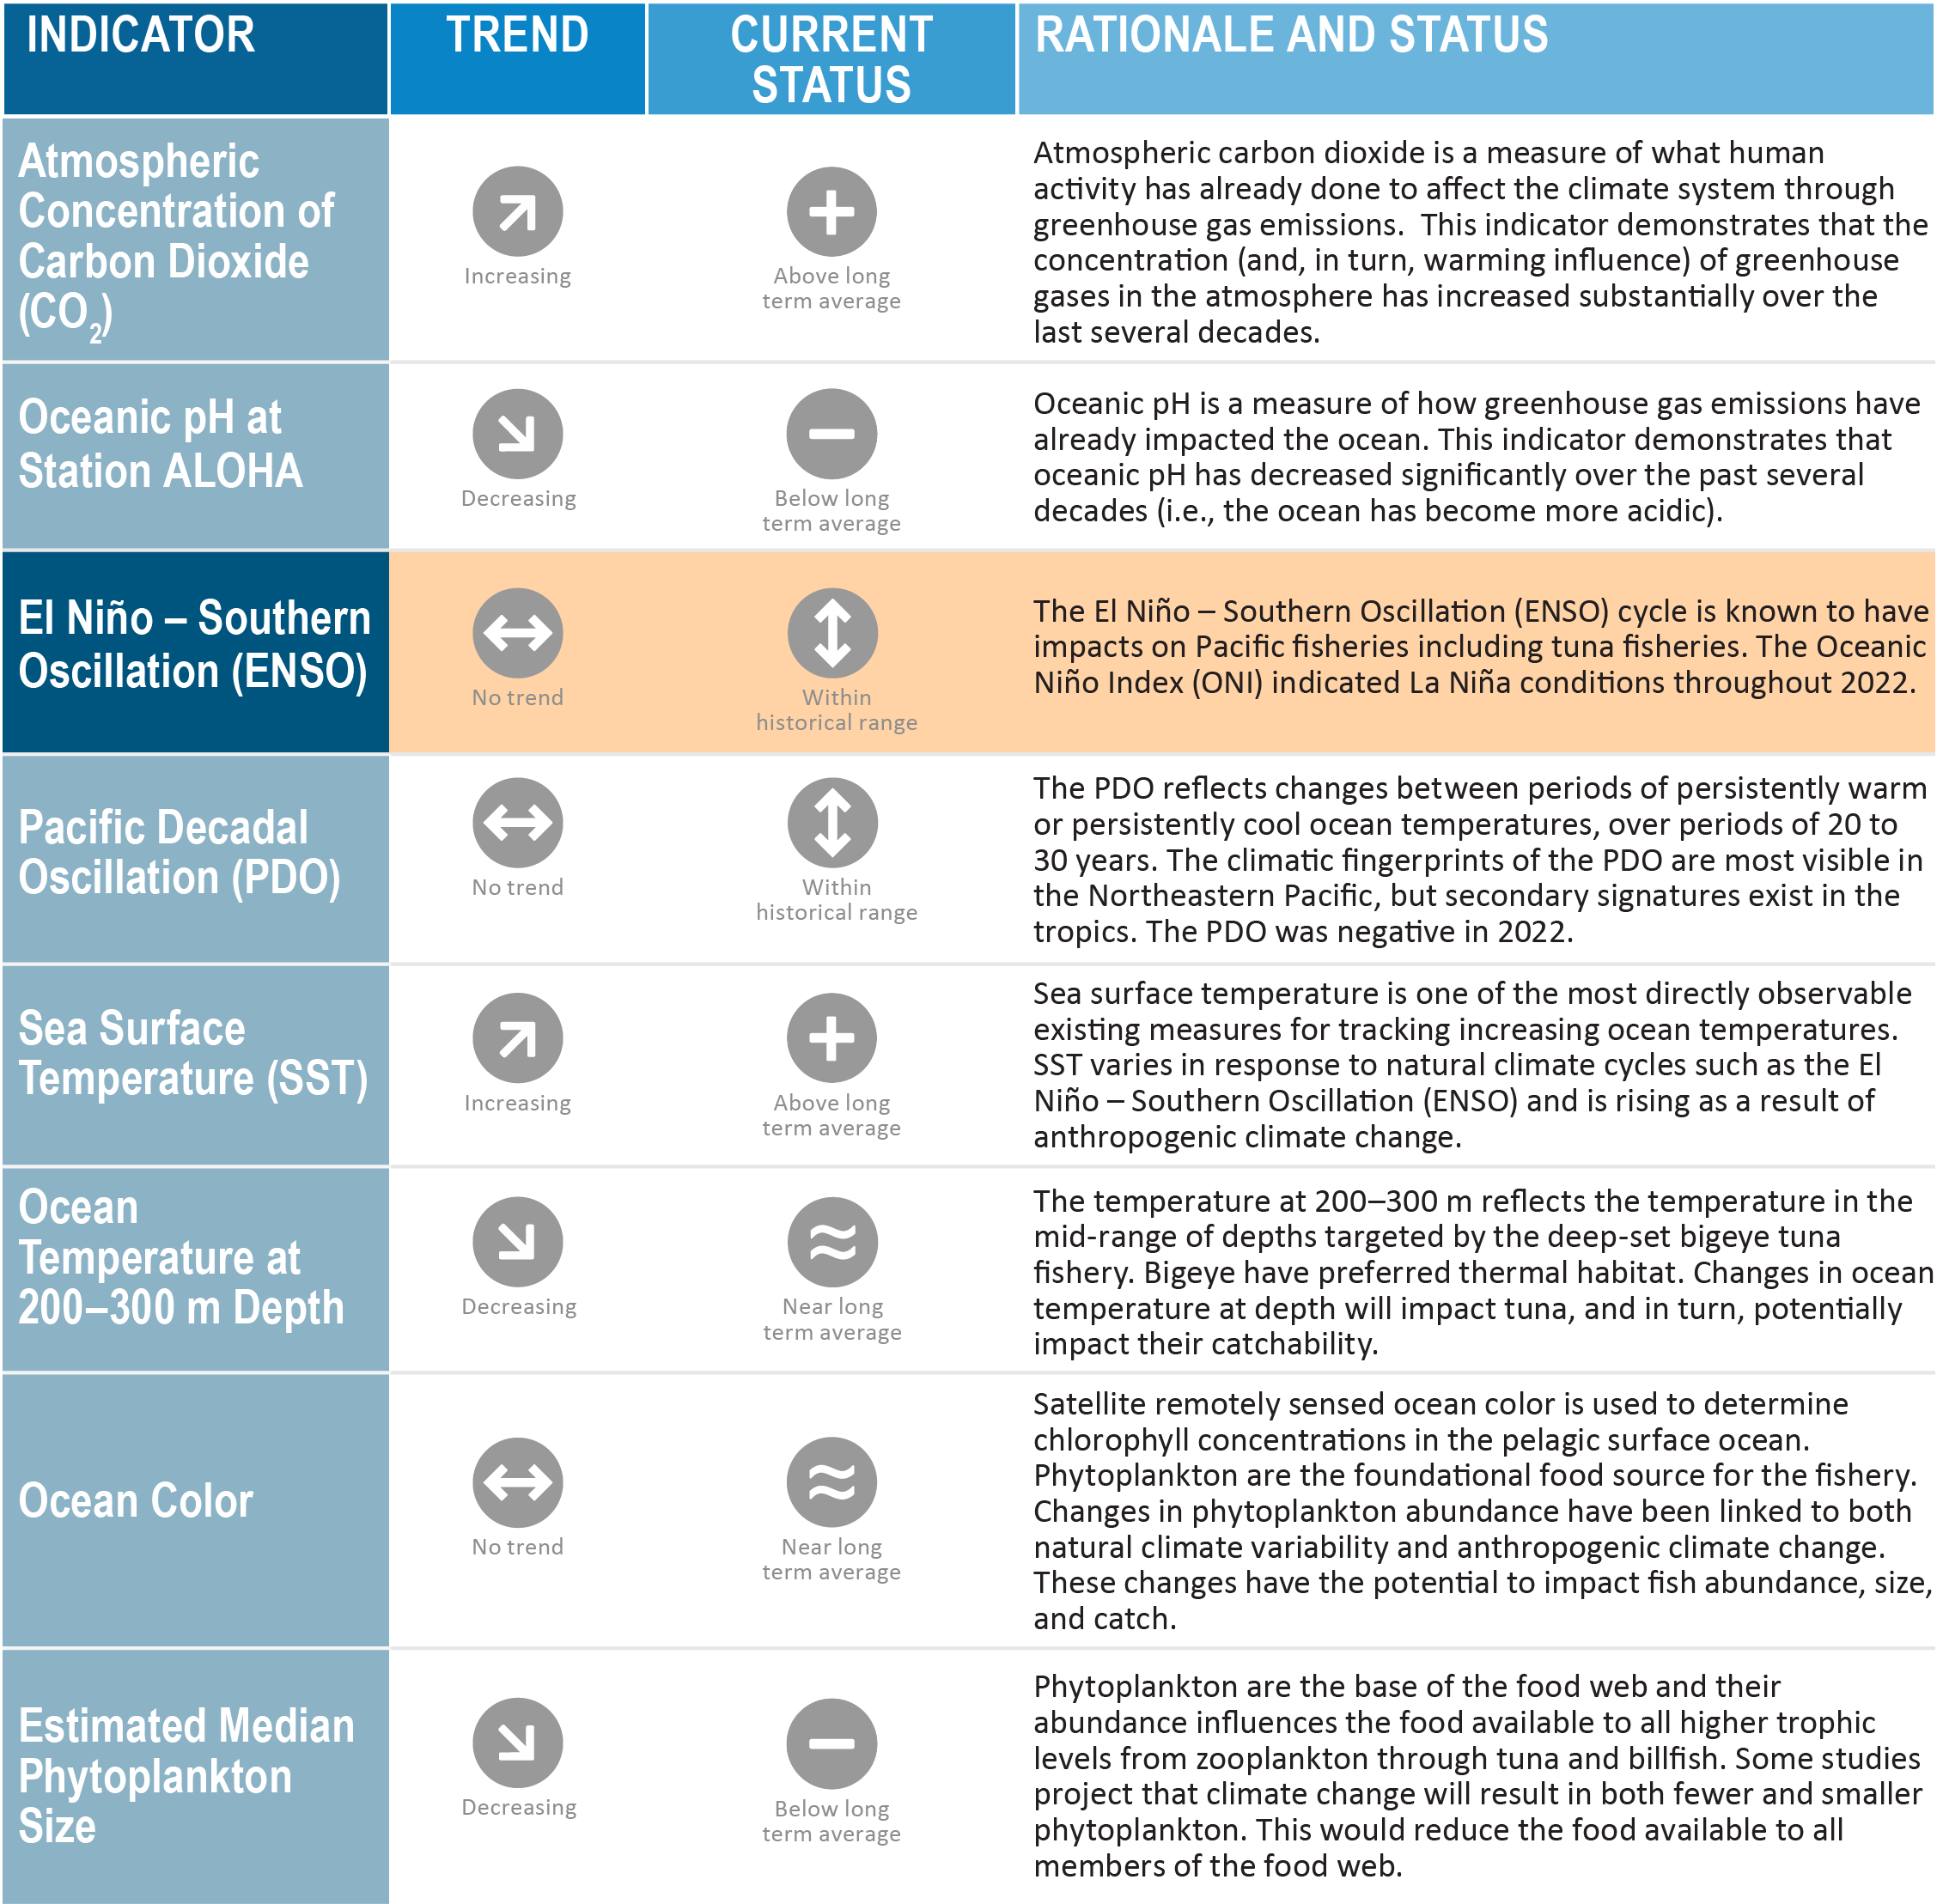 INDICATOR
TREND
CURRENT
STATUS
RATIONALE AND STATUS
Atmospheric
Concentration of
Carbon Dioxide
(CO2)
Increasing
Above long
term average
Atmospheric carbon dioxide is a measure of what human
activity has already done to affect the climate system through
greenhouse gas emissions.  This indicator demonstrates that the
concentration (and, in turn, warming influence) of greenhouse
gases in the atmosphere has increased substantially over the
last several decades.
Oceanic pH at
Station ALOHA
Decreasing
Below long
term average
Oceanic pH is a measure of how greenhouse gas emissions have
already impacted the ocean. This indicator demonstrates that
oceanic pH has decreased significantly over the past several
decades (i.e., the ocean has become more acidic).
El Niño – Southern
Oscillation (ENSO)
No trend
Within
historical range
The El Niño – Southern Oscillation (ENSO) cycle is known to have
impacts on Pacific fisheries including tuna fisheries. The Oceanic
Niño Index (ONI) indicated La Niña conditions throughout 2022.
Pacific Decadal
Oscillation (PDO)
No trend
Within
historical range
The PDO reflects changes between periods of persistently warm
or persistently cool ocean temperatures, over periods of 20 to
30 years. The climatic fingerprints of the PDO are most visible in
the Northeastern Pacific, but secondary signatures exist in the
tropics. The PDO was negative in 2022.
Sea Surface
Temperature (SST)
Increasing
Above long
term average
Sea surface temperature is one of the most directly observable
existing measures for tracking increasing ocean temperatures.
SST varies in response to natural climate cycles such as the El
Niño – Southern Oscillation (ENSO) and is rising as a result of
anthropogenic climate change.
Ocean
Temperature at
200–300 m Depth
Decreasing
Near long
term average
The temperature at 200–300 m reflects the temperature in the
mid-range of depths targeted by the deep-set bigeye tuna
fishery. Bigeye have preferred thermal habitat. Changes in ocean
temperature at depth will impact tuna, and in turn, potentially
impact their catchability.
Ocean Color
No trend
Near long
term average
Satellite remotely sensed ocean color is used to determine
chlorophyll concentrations in the pelagic surface ocean.
Phytoplankton are the foundational food source for the fishery.
Changes in phytoplankton abundance have been linked to both
natural climate variability and anthropogenic climate change.
These changes have the potential to impact fish abundance, size,
and catch.
Estimated Median
Phytoplankton
Size
Decreasing
Below long
term average
Phytoplankton are the base of the food web and their
abundance influences the food available to all higher trophic
levels from zooplankton through tuna and billfish. Some studies
project that climate change will result in both fewer and smaller
phytoplankton. This would reduce the food available to all
members of the food web.